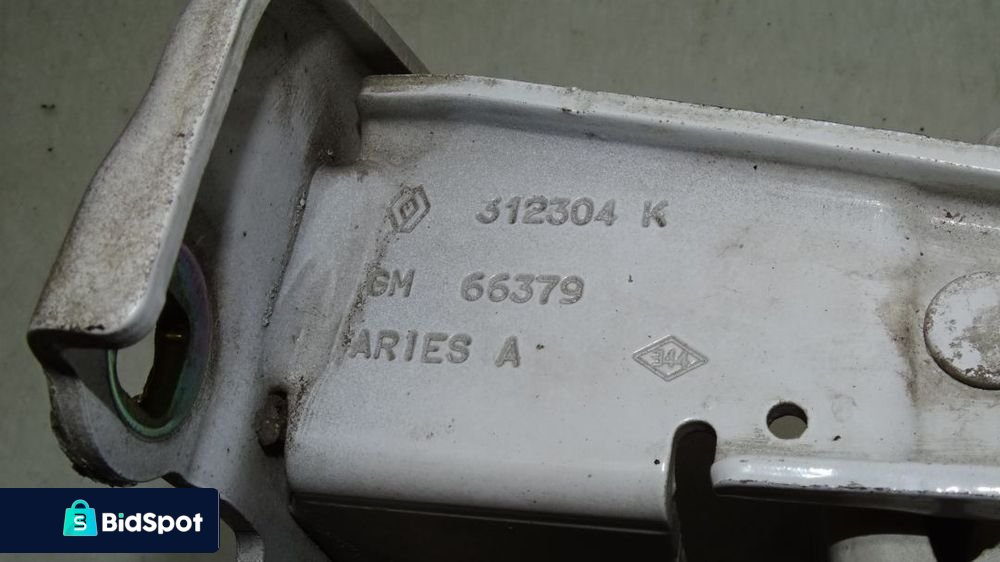 312304 K
GM 66379
ARIES A
344
BidSpot